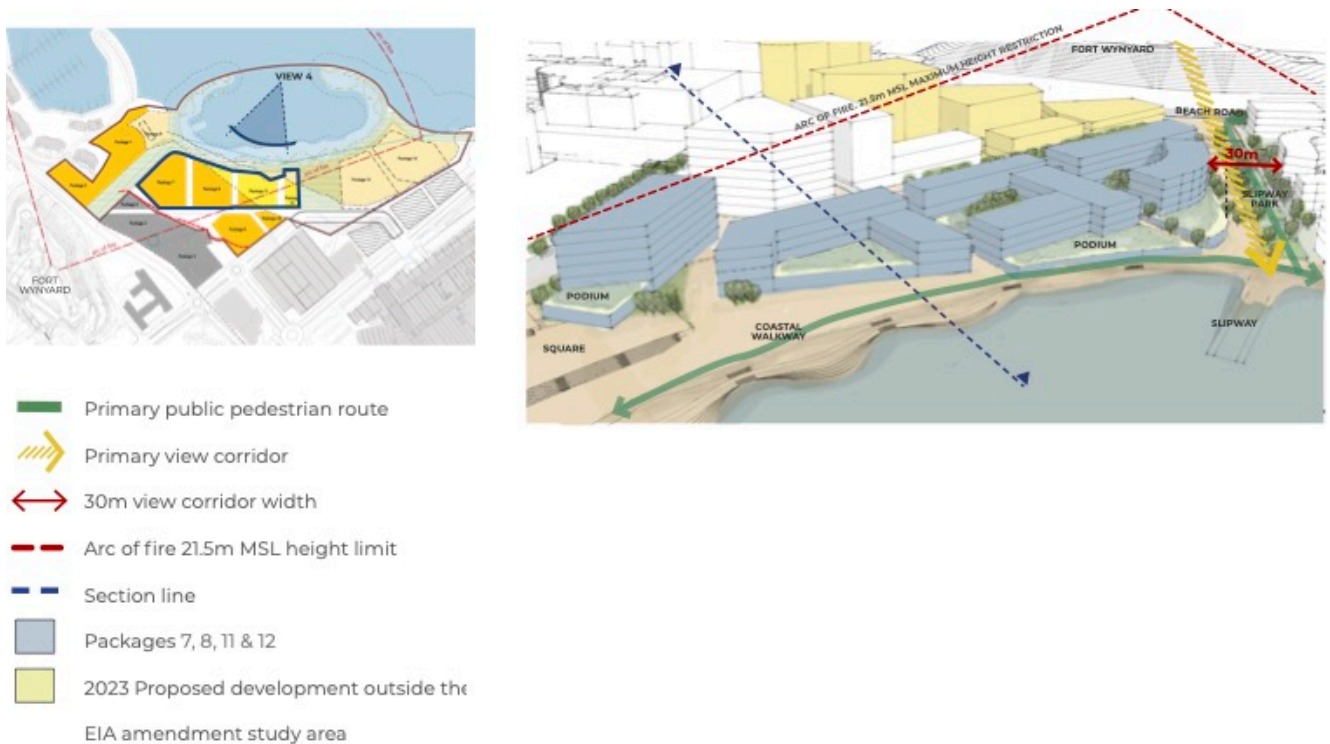 VIEW 4
FORT
WYNYARD
FORT WYNYARD
ARC OF FIRE, 21.5m MSL MAXIMUM HEIGHT RESTRICTION
BEACH ROAD
30m
SLIPWAY
PARK
PODIUM
PODIUM
COASTAL
WALKWAY
SQUARE
SLIPWAY
Primary public pedestrian route
Primary view corridor
30m view corridor width
Arc of fire 21.5m MSL height limit
Section line
Packages 7, 8, 11 & 12
2023 Proposed development outside the
EIA amendment study area